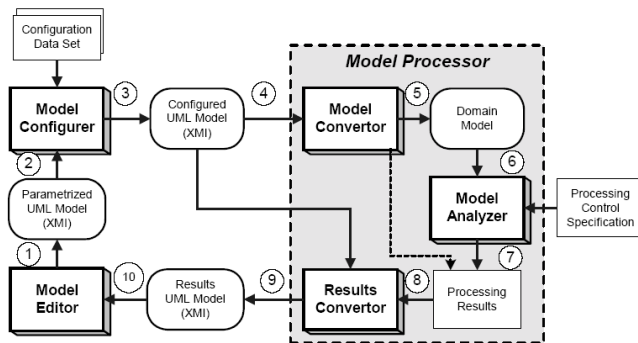 Configuration
Data Set
Model Processor
3
4
5
Model
Configurer
Configured
UML Model
(XMI)
Model
Convertor
Domain
Model
2
6
Parametrized
UML Model
(XMI)
Model
Analyzer
Processing
Control
Specification
1
10
9
8
7
Model
Editor
Results
UML Model
(XMI)
Results
Convertor
Processing
Results